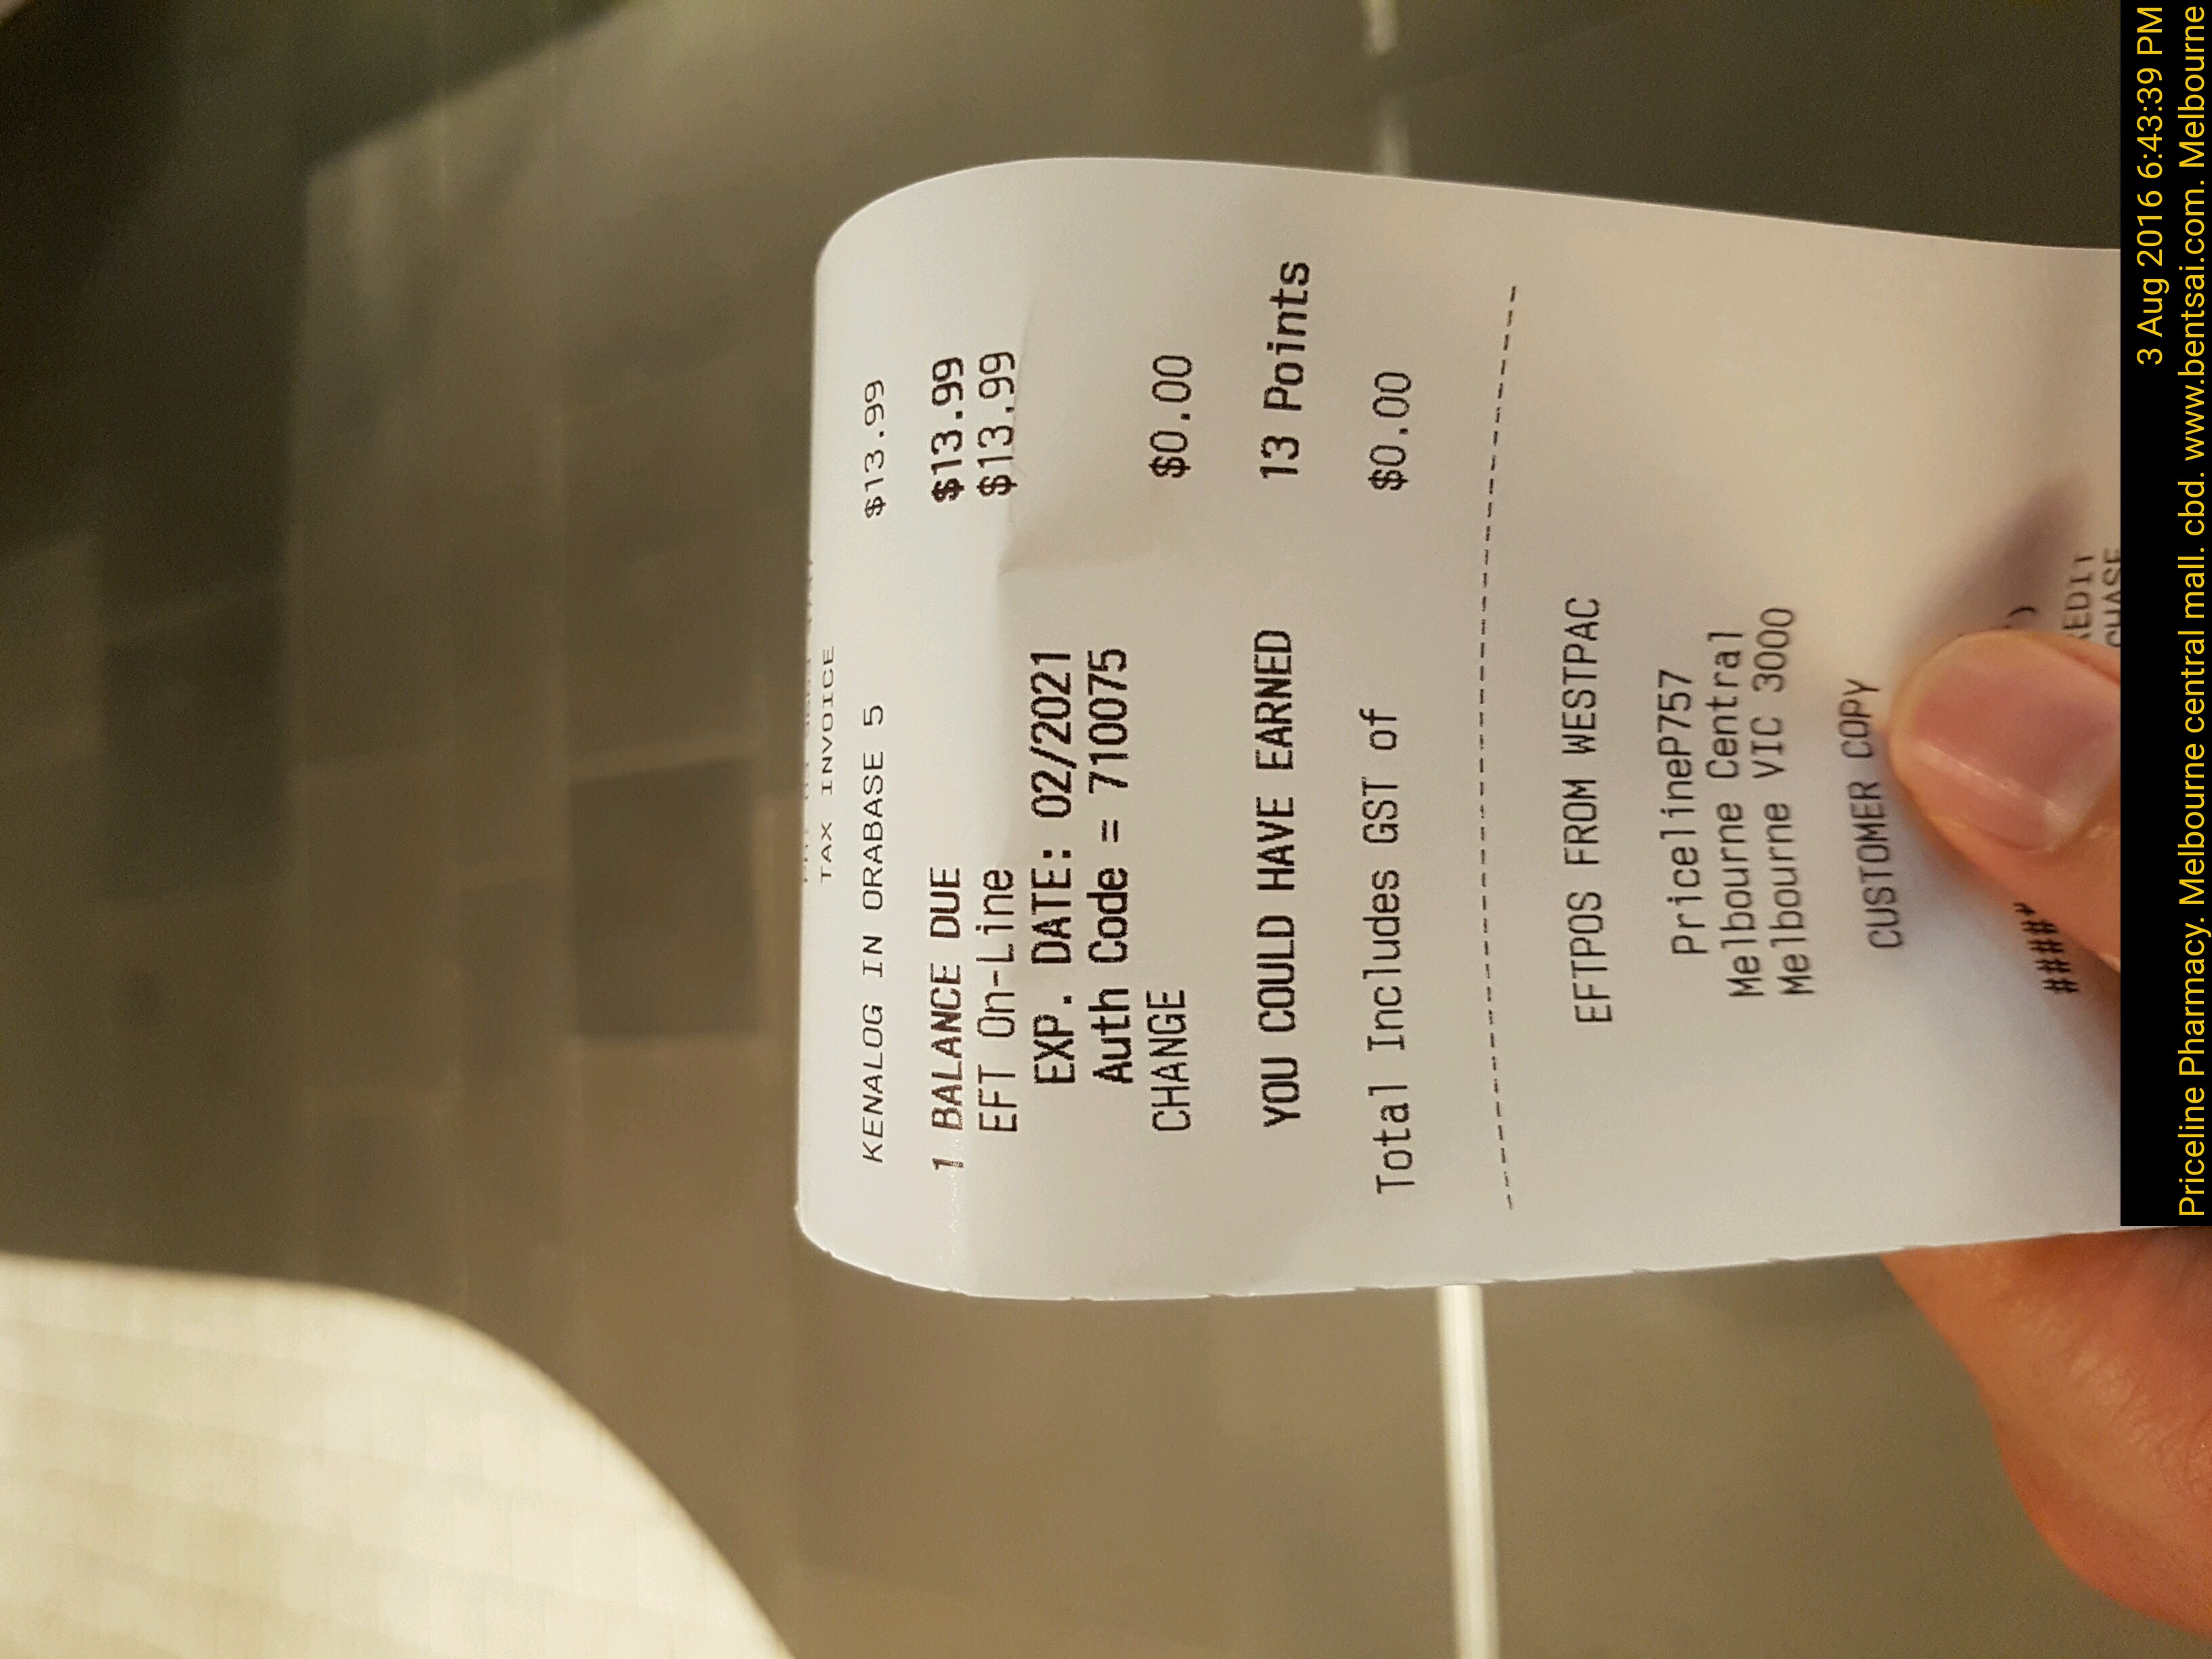 TAX INVOICE
KENALOG IN ORABASE 5 $13.99
1 BALANCE DUE $13.99
EFT On-Line $13.99
EXP. DATE: 02/2021
Auth Code = 710075
CHANGE $0.00
YOU COULD HAVE EARNED 13 Points
Total Includes GST of $0.00
--------------------------------------
EFTPOS FROM WESTPAC
PricelineP757
Melbourne Central
Melbourne VIC 3000
CUSTOMER COPY
####
3 Aug 2016 6:43:39 PM
Priceline Pharmacy. Melbourne central mall. cbd. www.bentsai.com. Melbourne